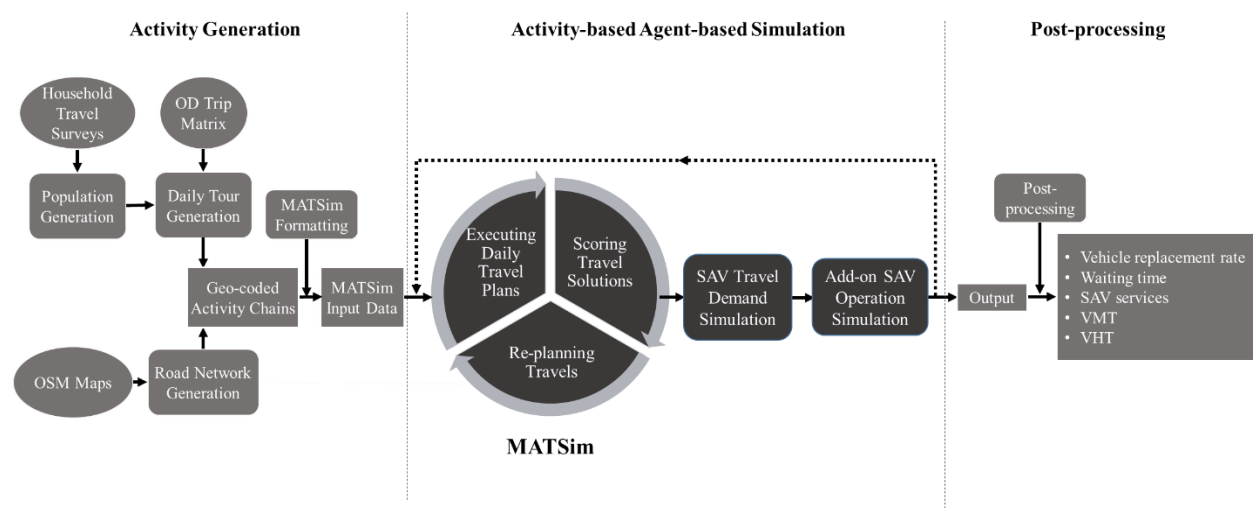 Activity Generation
Activity-based Agent-based Simulation
Post-processing
Household
Travel
Surveys
OD Trip
Matrix
Population
Generation
Daily Tour
Generation
MATSim
Formatting
Geo-coded
Activity Chains
MATSim
Input Data
OSM Maps
Road Network
Generation
Executing
Daily
Travel
Plans
Scoring
Travel
Solutions
Re-planning
Travels
MATSim
SAV Travel
Demand
Simulation
Add-on SAV
Operation
Simulation
Output
Post-
processing
• Vehicle replacement rate
• Waiting time
• SAV services
• VMT
• VHT